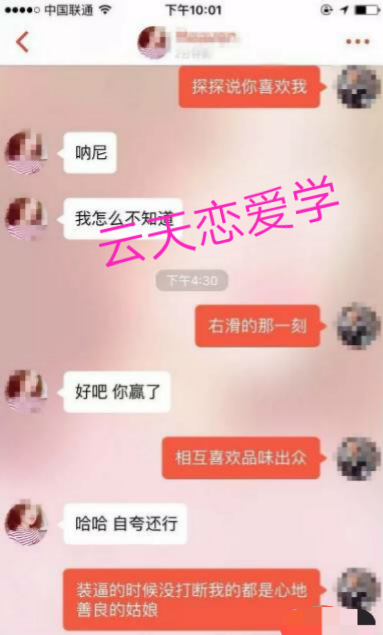 中国联通
下午10:01
探探说你喜欢我
呐尼
我怎么不知道
云天恋爱学
下午4:30
右滑的那一刻
好吧 你赢了
相互喜欢品味出众
哈哈 自夸还行
装逼的时候没打断我的都是心地
善良的姑娘